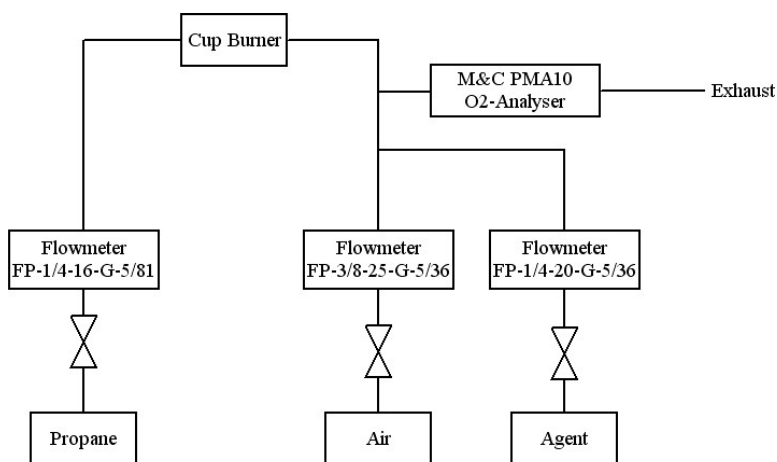 Cup Burner
M&C PMA10
O2-Analyser
Exhaust
Flowmeter
FP-1/4-16-G-5/81
Flowmeter
FP-3/8-25-G-5/36
Flowmeter
FP-1/4-20-G-5/36
Propane
Air
Agent